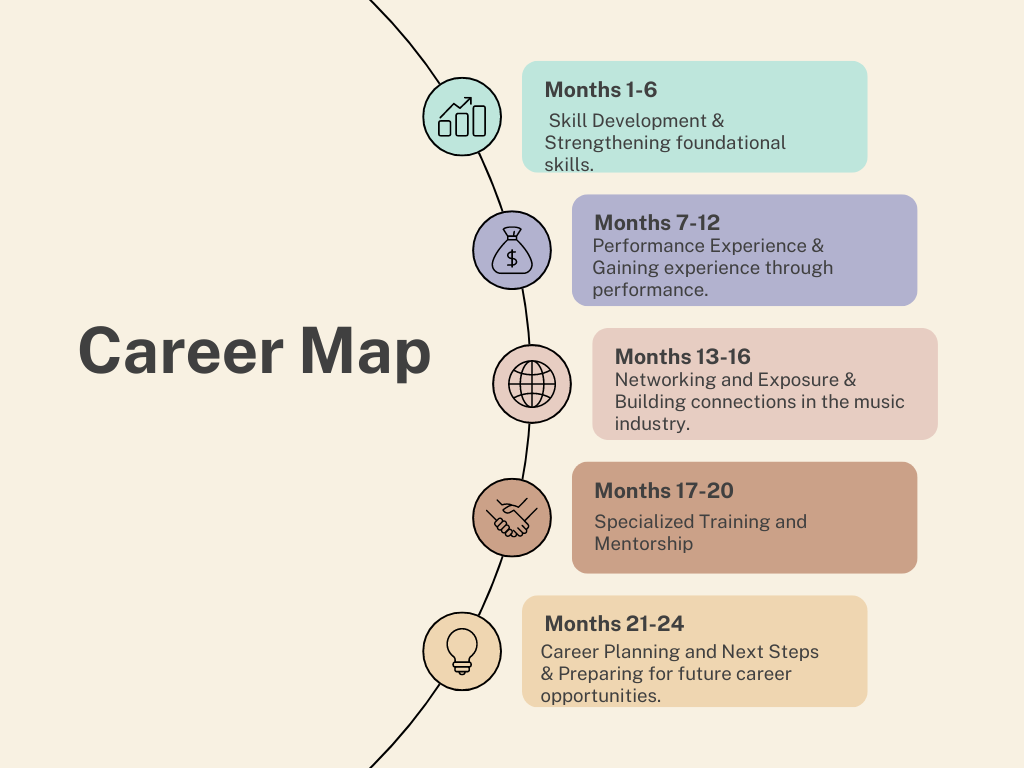 Career Map
Months 1-6
Skill Development &
Strengthening foundational
skills.
Months 7-12
Performance Experience &
Gaining experience through
performance.
Months 13-16
Networking and Exposure &
Building connections in the music
industry.
Months 17-20
Specialized Training and
Mentorship
Months 21-24
Career Planning and Next Steps
& Preparing for future career
opportunities.
$